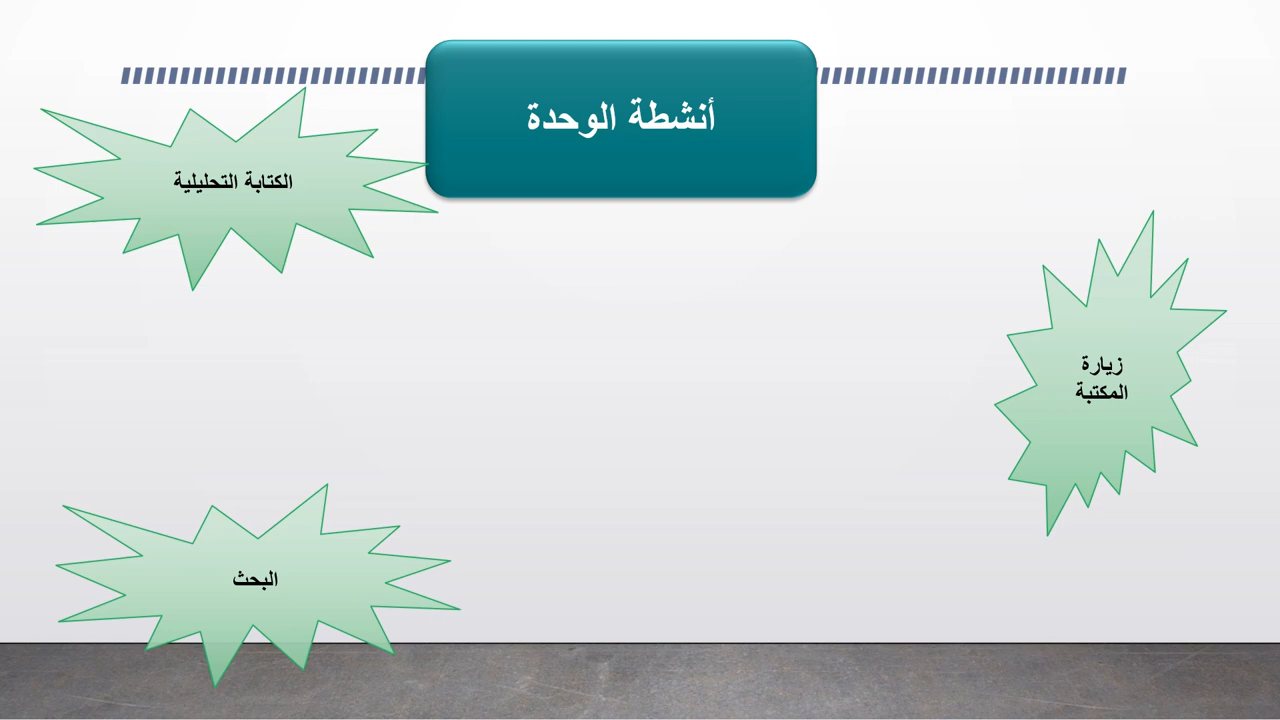 أنشطة الوحدة
الكتابة التحليلية
زيارة
المكتبة
البحث